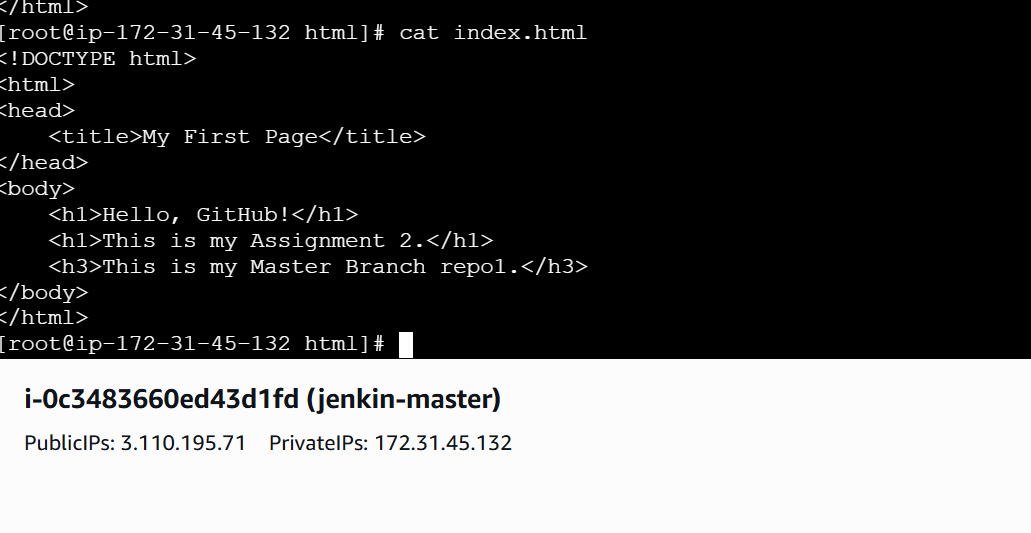 </html>
[root@ip-172-31-45-132 html]# cat index.html
<!DOCTYPE html>
<html>
<head>
    <title>My First Page</title>
</head>
<body>
    <h1>Hello, GitHub!</h1>
    <h1>This is my Assignment 2.</h1>
    <h3>This is my Master Branch repo1.</h3>
</body>
</html>
[root@ip-172-31-45-132 html]#
i-0c3483660ed43d1fd (jenkin-master)
PublicIPs: 3.110.195.71 PrivateIPs: 172.31.45.132